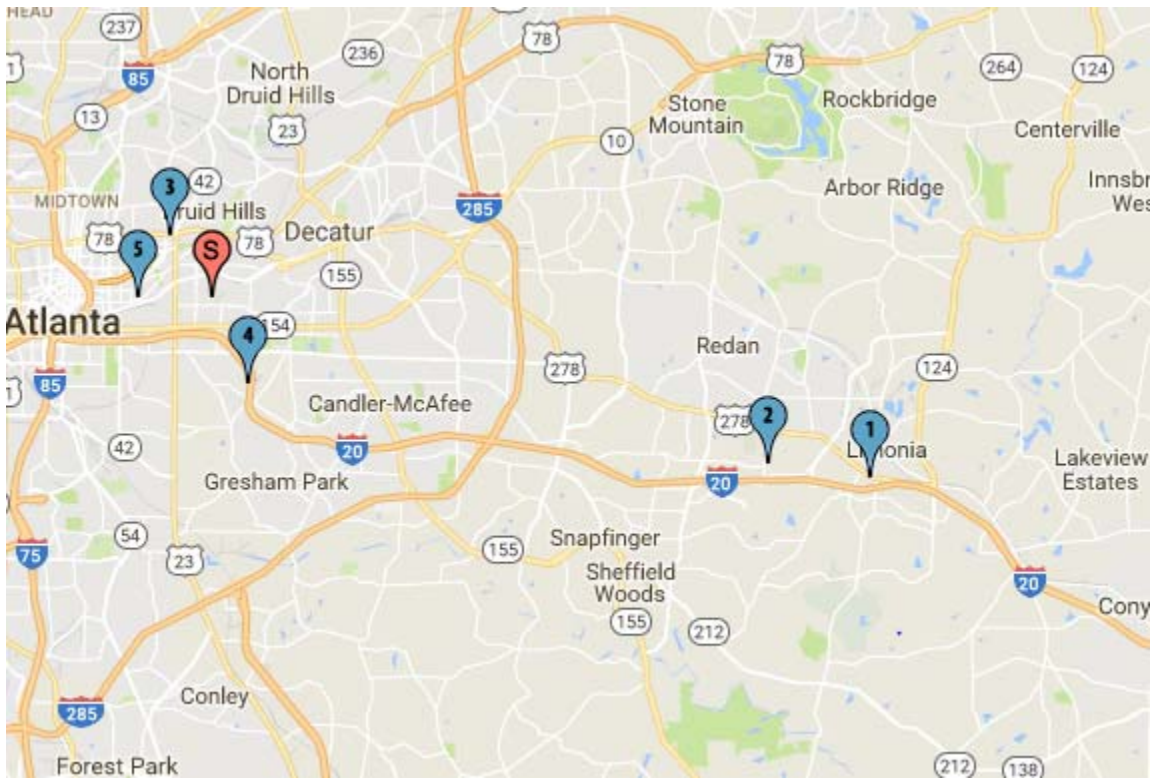 HEAD
237
78
236
78
264
124
1
85
North
Druid Hills
13
23
Stone
Mountain
Rockbridge
10
Centerville
3
42
MIDTOWN
285
Arbor Ridge
Innsbr
Wes
Druid Hills
78
5
S
78
Decatur
155
Atlanta
4
154
Redan
278
124
85
1
Candler-McAfee
278
2
1
42
20
Lithonia
Lakeview
Estates
Gresham Park
20
54
Snapfinger
155
75
23
Sheffield
Woods
20
Cony
155
212
Conley
285
Forest Park
212
138